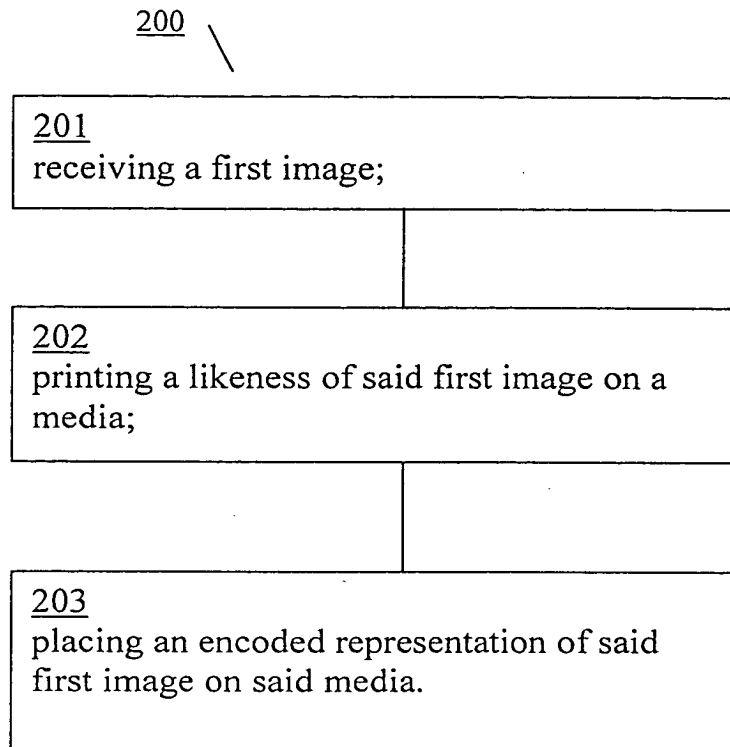 200
201
receiving a first image;
202
printing a likeness of said first image on a
media;
203
placing an encoded representation of said
first image on said media.